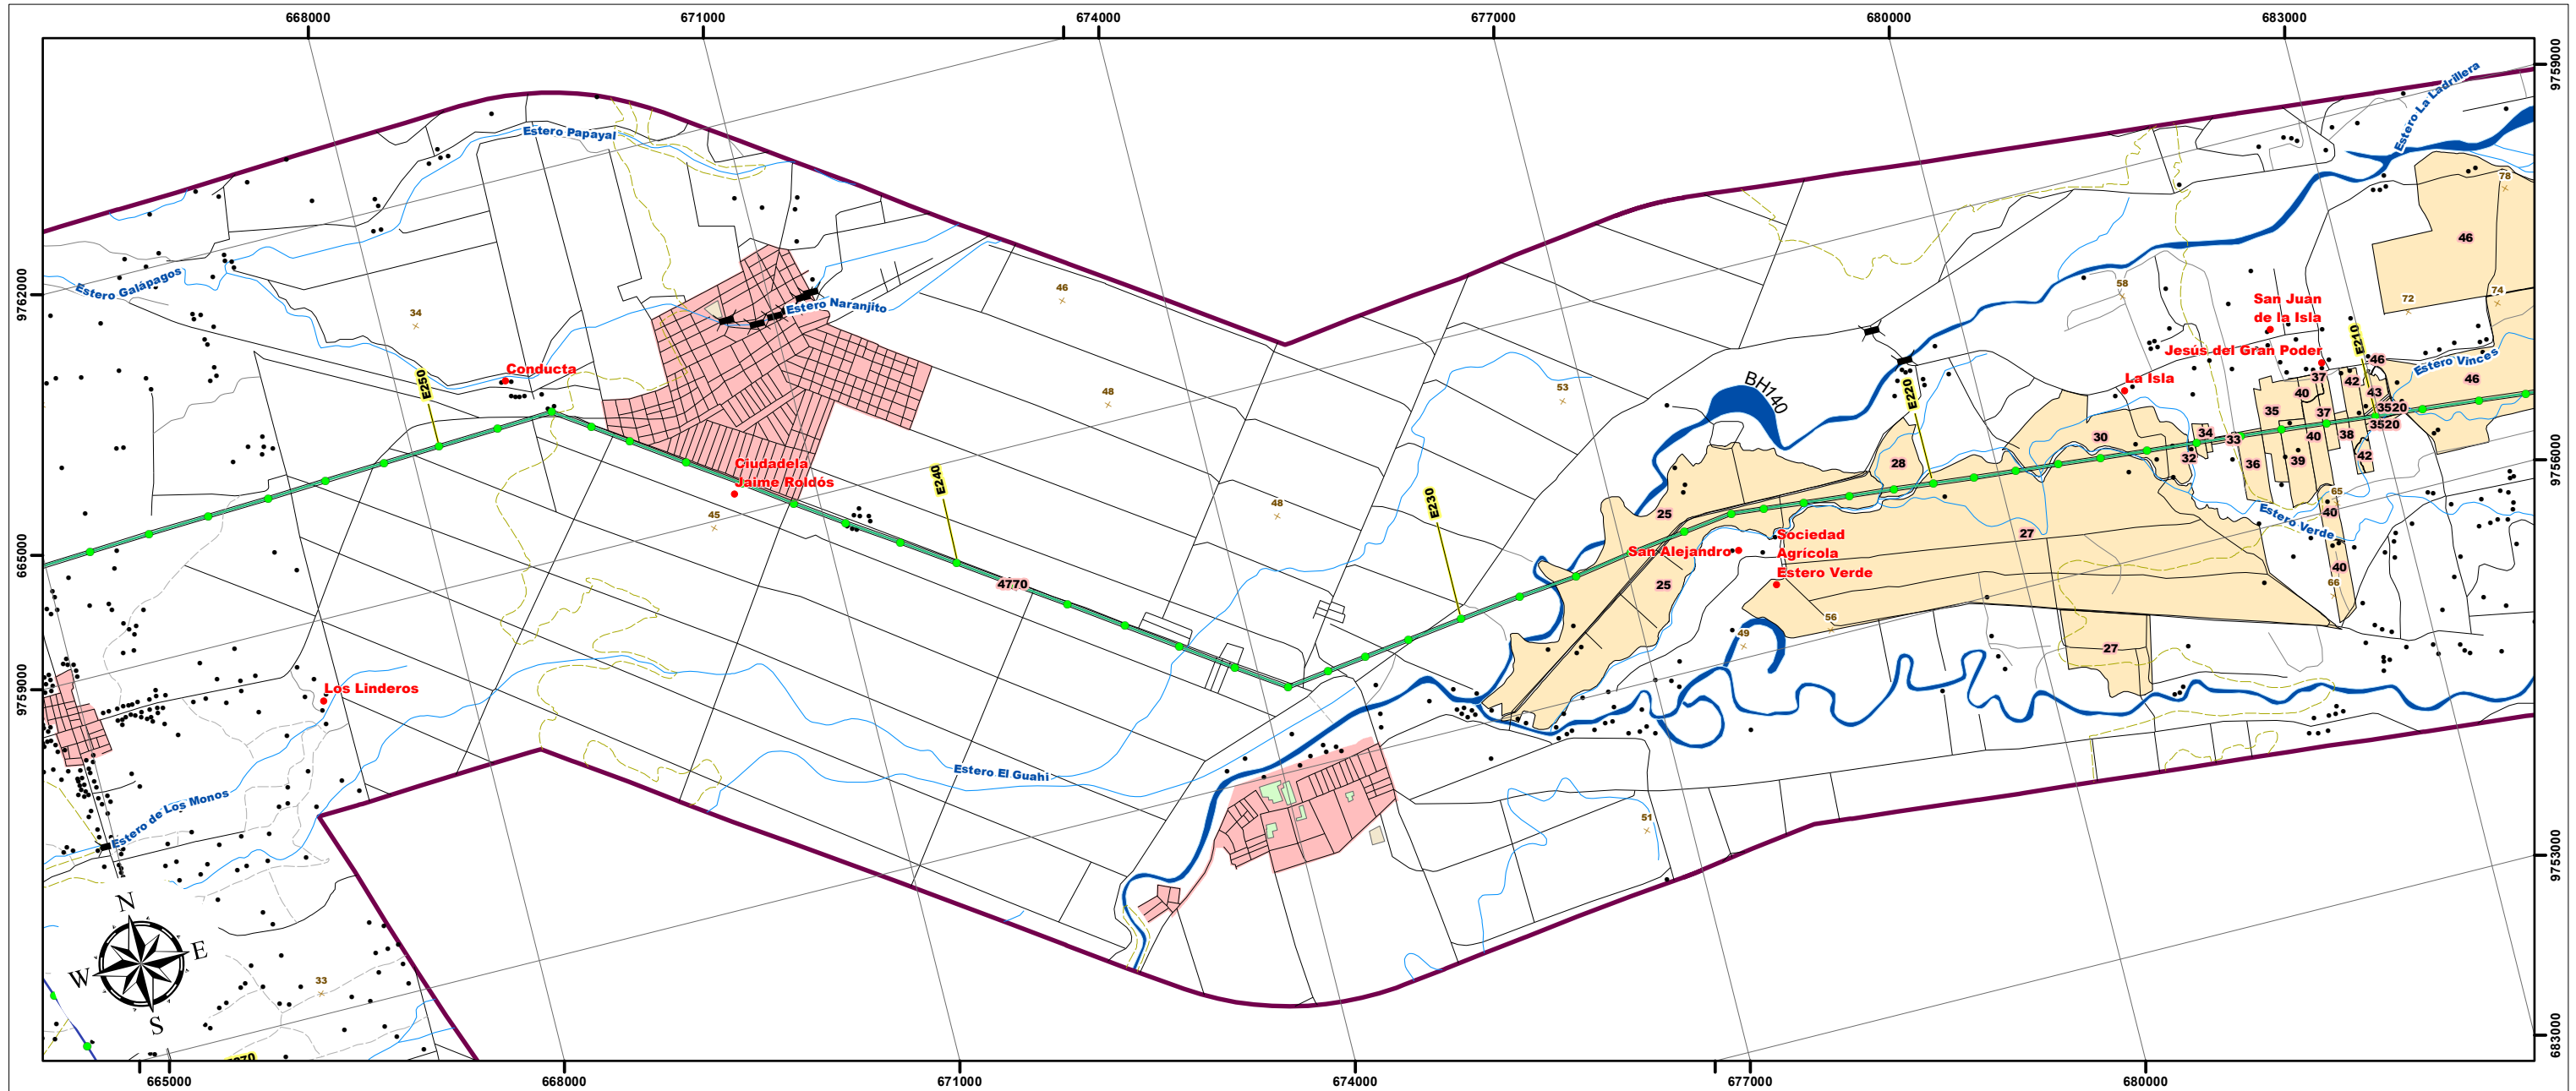 668000
671000
674000
677000
680000
683000
9759000
9756000
9753000
683000
9762000
665000
9759000
665000
668000
671000
674000
677000
680000
Estero La Ladrillera
Estero Papayal
78
46
Estero Galápagos
34
46
Estero Naranjito
58
72
74
San Juan
de la Isla
E210
Jesús del Gran Poder
46
Estero Vinces
Conducta
E250
48
53
BH140
E220
La Isla
37
42
46
40
43
3520
35
37
3520
34
33
30
40
38
32
36
39
42
28
Ciudadela
Jaime Roldós
45
E240
48
E230
65
40
25
Estero Verde
27
Sociedad
Agrícola
San Alejandro
Estero Verde
40
66
4770
25
56
49
27
Los Linderos
Estero El Guahi
Estero de Los Monos
51
N
E
W
S
33